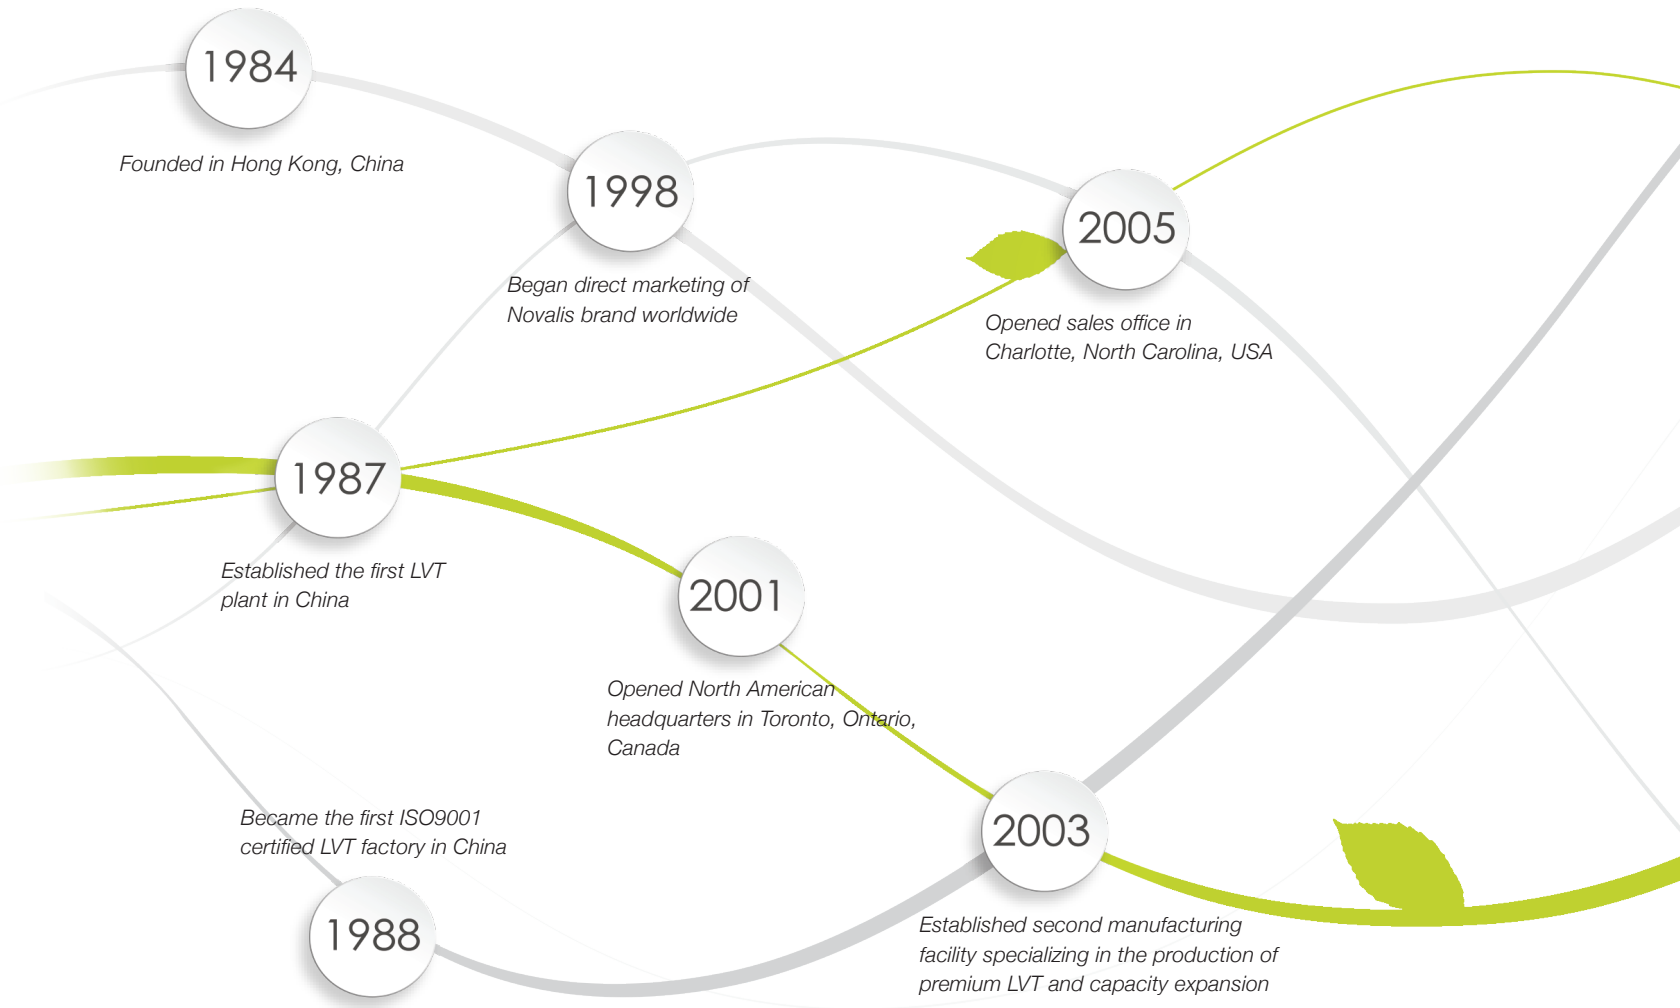 1984
Founded in Hong Kong, China
1998
Began direct marketing of
Novalis brand worldwide
2005
Opened sales office in
Charlotte, North Carolina, USA
1987
Established the first LVT
plant in China
2001
Opened North American
headquarters in Toronto, Ontario,
Canada
Became the first ISO9001
certified LVT factory in China
1988
2003
Established second manufacturing
facility specializing in the production of
premium LVT and capacity expansion